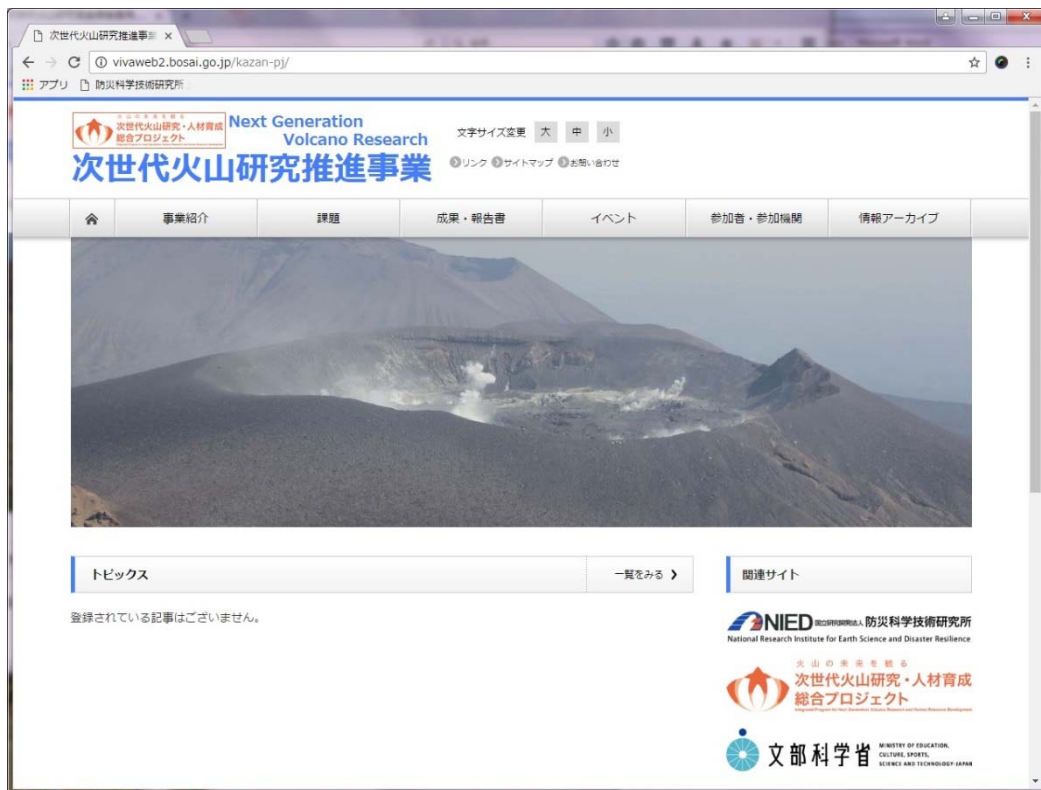 次世代火山研究推進事業
vivaweb2.bosai.go.jp/kazan-pj/
アプリ 防災科学技術研究所
火山の未来を観る
次世代火山研究・人材育成
総合プロジェクト
Next Generation
Volcano Research
次世代火山研究推進事業
文字サイズ変更 大 中 小
リンク サイトマップ お問い合わせ
事業紹介 課題 成果・報告書 イベント 参加者・参加機関 情報アーカイブ
トピックス 一覧をみる
登録されている記事はございません。
関連サイト
NIED 国立研究開発法人 防災科学技術研究所
National Research Institute for Earth Science and Disaster Resilience
火山の未来を観る
次世代火山研究・人材育成
総合プロジェクト
Integrated Program for Next Generation Volcano Research and Human Resource Development
文部科学省
MINISTRY OF EDUCATION,
CULTURE, SPORTS,
SCIENCE AND TECHNOLOGY-JAPAN